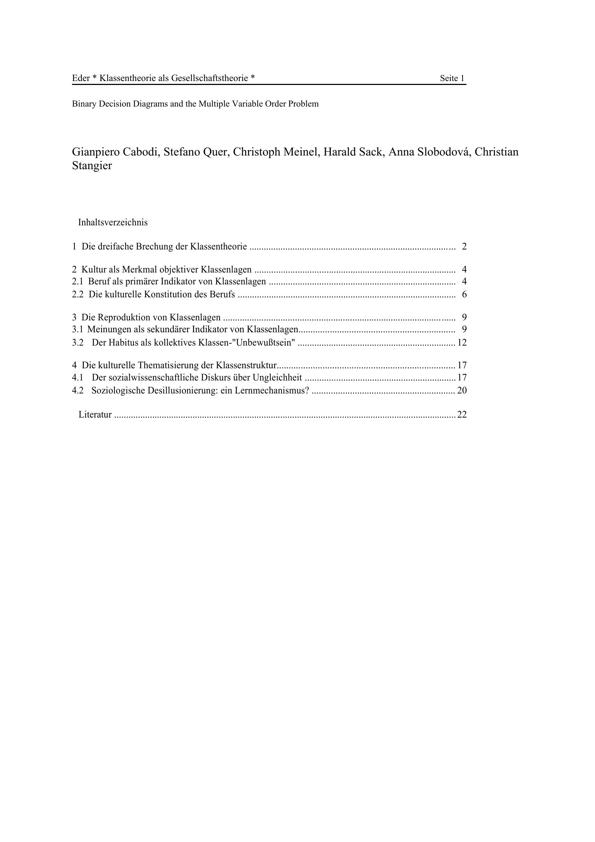 Eder * Klassentheorie als Gesellschaftstheorie * Seite 1
Binary Decision Diagrams and the Multiple Variable Order Problem
Gianpiero Cabodi, Stefano Quer, Christoph Meinel, Harald Sack, Anna Slobodová, Christian
Stangier
Inhaltsverzeichnis
1 Die dreifache Brechung der Klassentheorie ........................................................................................ 2
2 Kultur als Merkmal objektiver Klassenlagen ..................................................................................... 4
2.1 Beruf als primärer Indikator von Klassenlagen ............................................................................... 4
2.2 Die kulturelle Konstitution des Berufs ............................................................................................ 6
3 Die Reproduktion von Klassenlagen .................................................................................................. 9
3.1 Meinungen als sekundärer Indikator von Klassenlagen.................................................................. 9
3.2 Der Habitus als kollektives Klassen-"Unbewußtsein" .................................................................. 12
4 Die kulturelle Thematisierung der Klassenstruktur........................................................................... 17
4.1 Der sozialwissenschaftliche Diskurs über Ungleichheit ............................................................... 17
4.2 Soziologische Desillusionierung: ein Lernmechanismus? ............................................................ 20
Literatur ................................................................................................................................................ 22